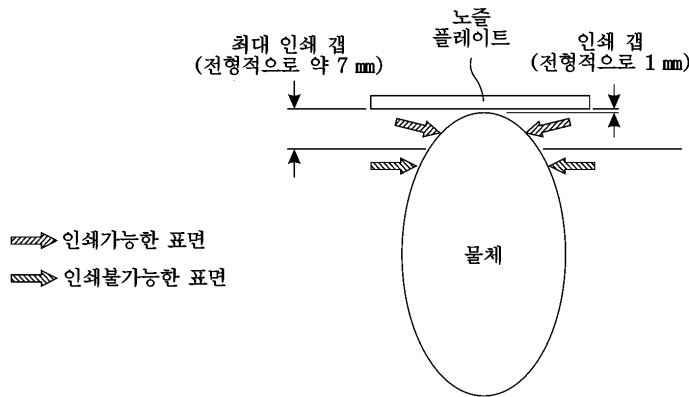 최대 인쇄 갭
(전형적으로 약 7 mm)
노즐
플레이트
인쇄 갭
(전형적으로 1 mm)
인쇄가능한 표면
인쇄불가능한 표면
물체